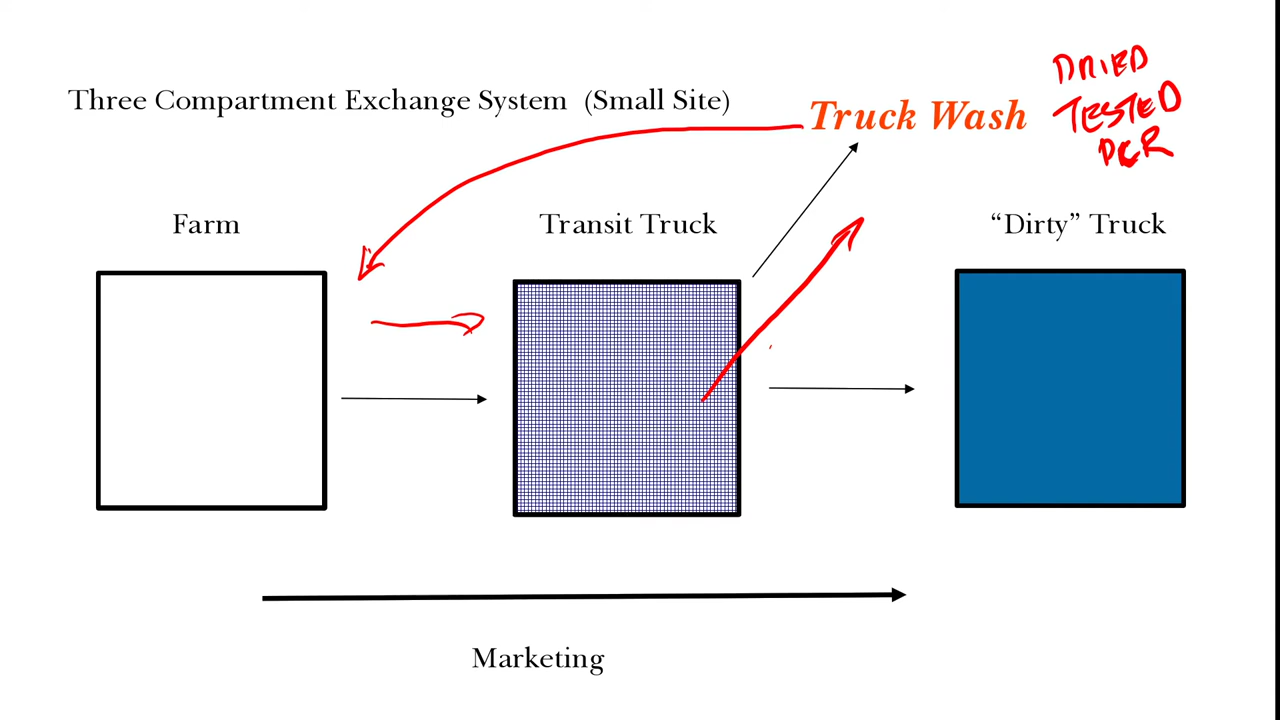 Three Compartment Exchange System (Small Site)
Truck Wash
DRIED
TESTED
PCR
Farm
Transit Truck
“Dirty” Truck
Marketing